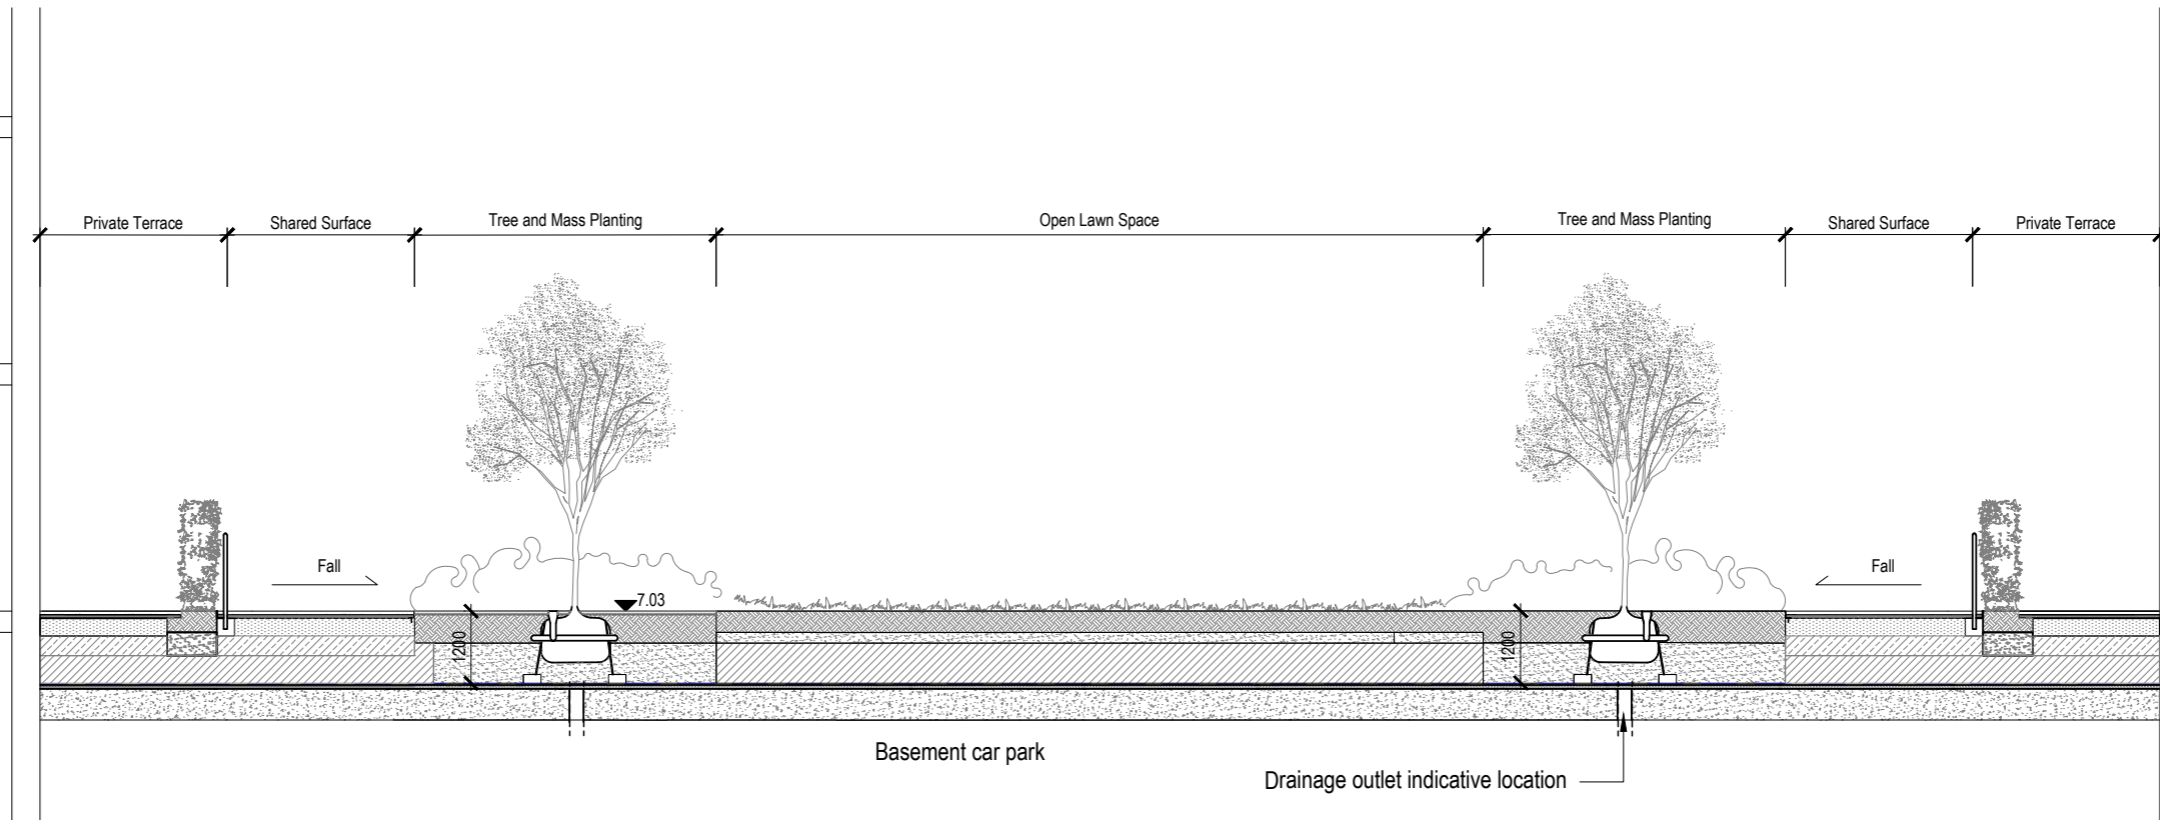 Private Terrace
Shared Surface
Tree and Mass Planting
Open Lawn Space
Tree and Mass Planting
Shared Surface
Private Terrace
Fall
Fall
7.03
1200
1200
Basement car park
Drainage outlet indicative location